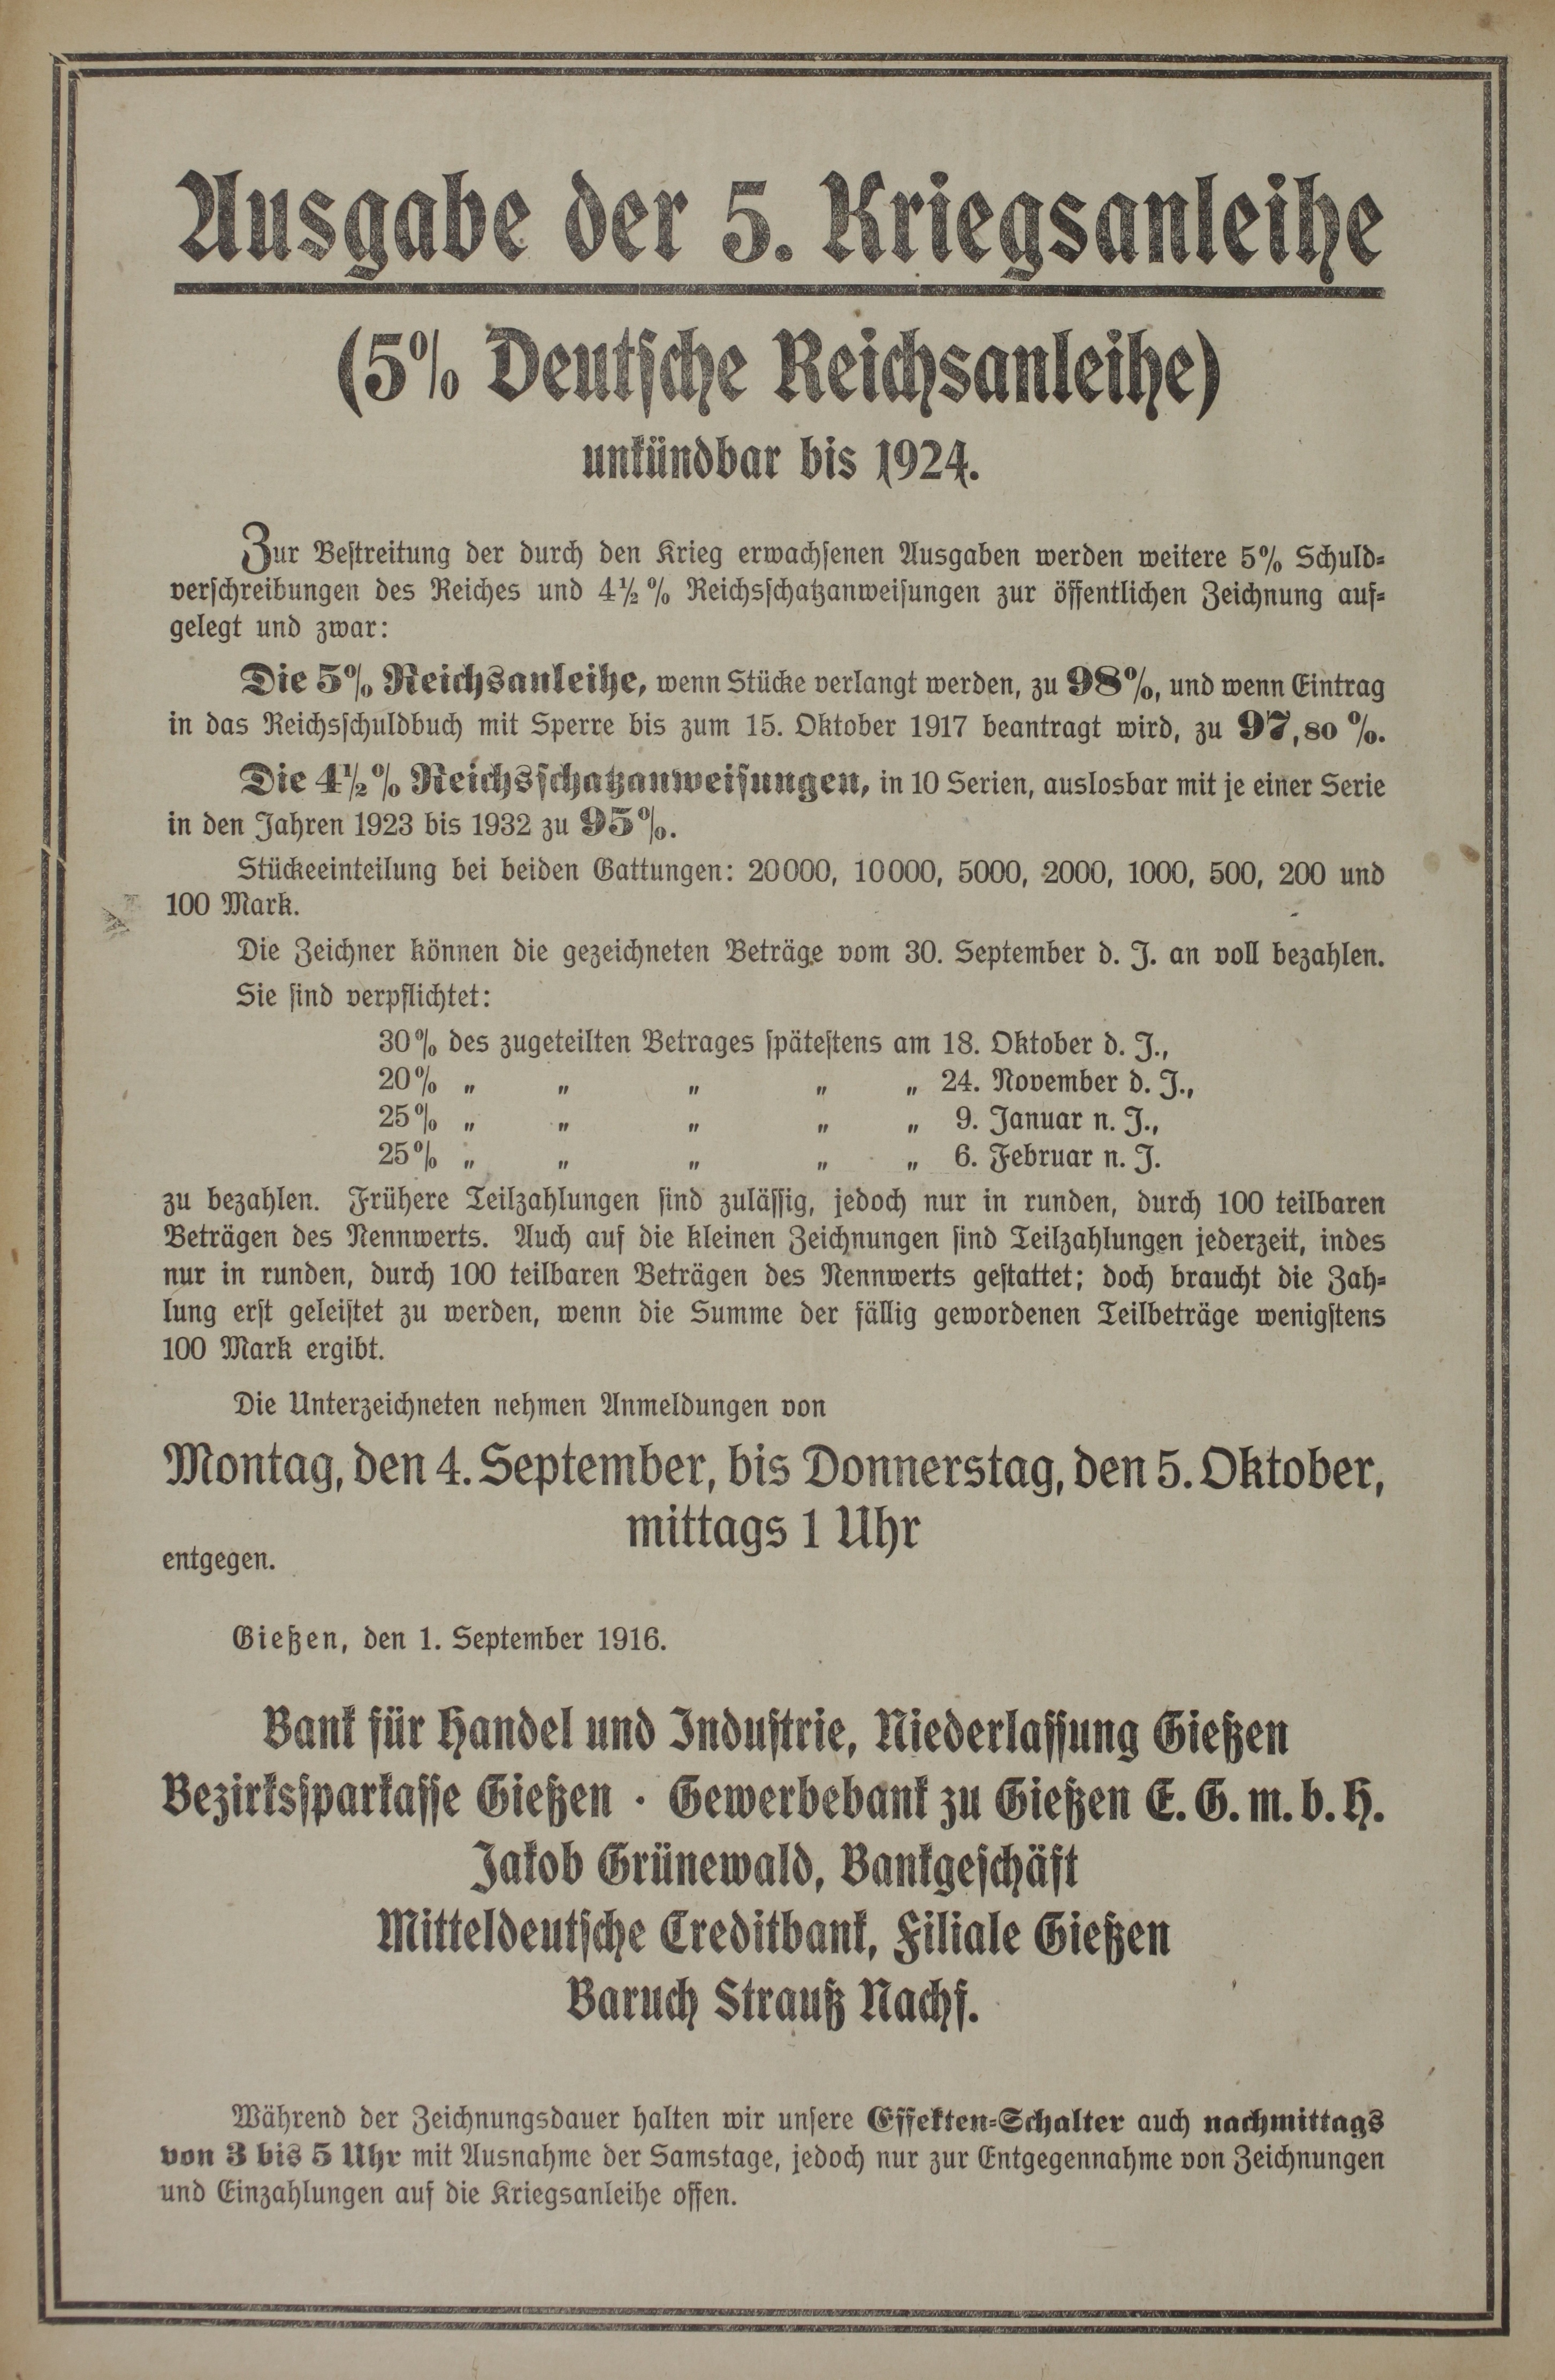 Ausgabe der 5. Kriegsanleihe
(5% Deutsche Reichsanleihe)
unkündbar bis 1924.
Zur Bestreitung der durch den Krieg erwachsenen Ausgaben werden weitere 5% Schuld-
verschreibungen des Reiches und 4½% Reichsschatzanweisungen zur öffentlichen Zeichnung auf-
gelegt und zwar:
Die 5% Reichsanleihe, wenn Stücke verlangt werden, zu 98%, und wenn Eintrag
in das Reichsschuldbuch mit Sperre bis zum 15. Oktober 1917 beantragt wird, zu 97,80 %.
Die 4½% Reichsschatzanweisungen, in 10 Serien, auslosbar mit je einer Serie
in den Jahren 1923 bis 1932 zu 95%.
Stückeeinteilung bei beiden Gattungen: 20000, 10000, 5000, 2000, 1000, 500, 200 und
100 Mark.
Die Zeichner können die gezeichneten Beträge vom 30. September d. J. an voll bezahlen.
Sie sind verpflichtet:
30% des zugeteilten Betrages spätestens am 18. Oktober d. J.,
20% „ „ „ „ „ 24. November d. J.,
25% „ „ „ „ „ 9. Januar n. J.,
25% „ „ „ „ „ 6. Februar n. J.
zu bezahlen. Frühere Teilzahlungen sind zulässig, jedoch nur in runden, durch 100 teilbaren
Beträgen des Nennwerts. Auch auf die kleinen Zeichnungen sind Teilzahlungen jederzeit, indes
nur in runden, durch 100 teilbaren Beträgen des Nennwerts gestattet; doch braucht die Zah-
lung erst geleistet zu werden, wenn die Summe der fällig gewordenen Teilbeträge wenigstens
100 Mark ergibt.
Die Unterzeichneten nehmen Anmeldungen von
Montag, den 4. September, bis Donnerstag, den 5. Oktober,
mittags 1 Uhr
entgegen.
Gießen, den 1. September 1916.
Bank für Handel und Industrie, Niederlassung Gießen
Bezirkssparkasse Gießen · Gewerbebank zu Gießen E. G. m. b. H.
Jakob Grünewald, Bankgeschäft
Mitteldeutsche Creditbank, Filiale Gießen
Baruch Strauß Nachf.
Während der Zeichnungsdauer halten wir unsere Effekten-Schalter auch nachmittags
von 3 bis 5 Uhr mit Ausnahme der Samstage, jedoch nur zur Entgegennahme von Zeichnungen
und Einzahlungen auf die Kriegsanleihe offen.